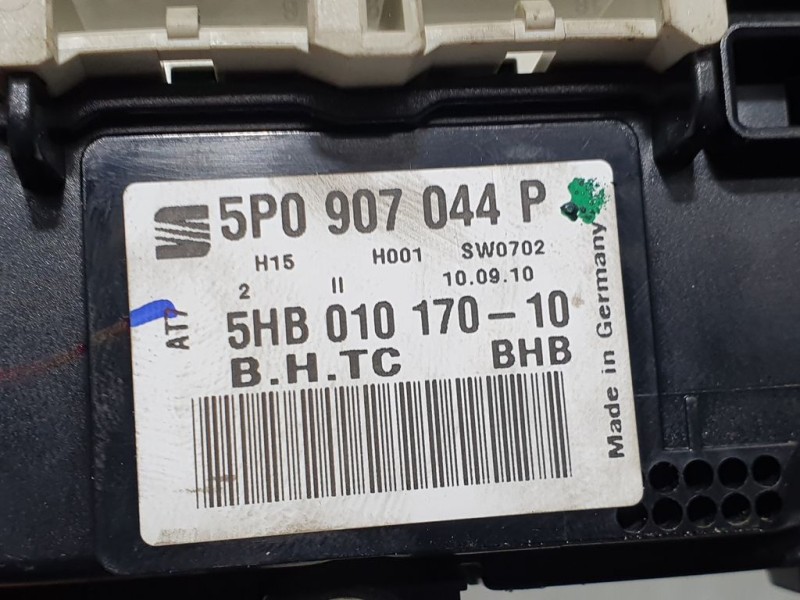 5P0 907 044 P
H15 H001 SW0702
2 II 10.09.10
5HB 010 170-10
B.H.TC BHB
AT7
Made in Germany